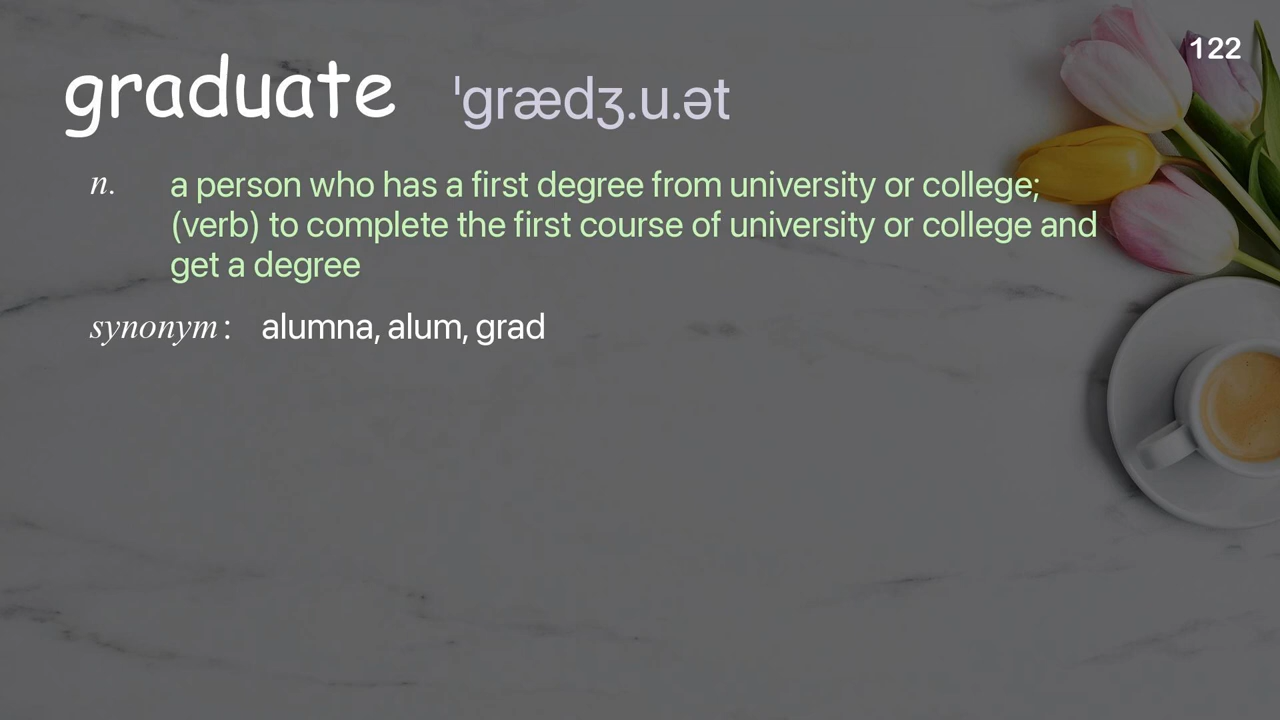 122
graduate ˈɡrædʒ.u.ət
n. a person who has a first degree from university or college;
(verb) to complete the first course of university or college and
get a degree
synonym: alumna, alum, grad